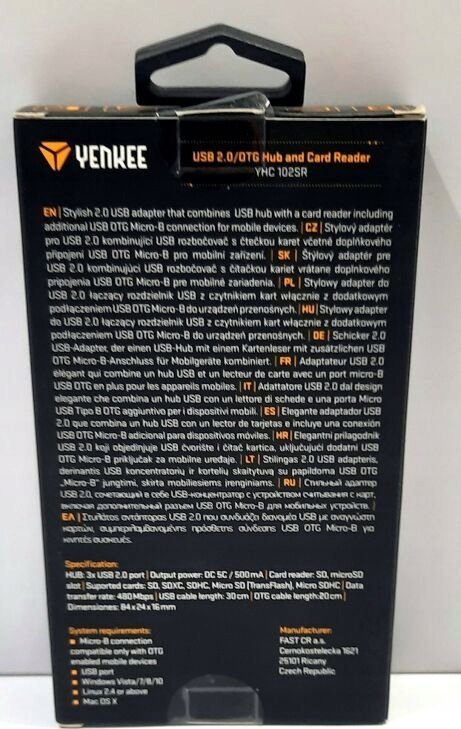 YENKEE
USB 2.0/OTG Hub and Card Reader
YHC 102SR
EN | Stylish 2.0 USB adapter that combines USB hub with a card reader including
additional USB OTG Micro-B connection for mobile devices. | CZ | Stylový adaptér
pro USB 2.0 kombinující USB rozbočovač s čtečkou karet včetně doplňkového
připojení USB OTG Micro-B pro mobilní zařízení. | SK | Štýlový adaptér pre
USB 2.0 kombinujúci USB rozbočovač s čítačkou kariet vrátane doplnkového
pripojenia USB OTG Micro-B pre mobilné zariadenia. | PL | Stylowy adapter do
USB 2.0 łączący rozdzielnik USB z czytnikiem kart włącznie z dodatkowym
podłączeniem USB OTG Micro-B do urządzeń przenośnych. | HU | Stylowy adapter
do USB 2.0 łączący rozdzielnik USB z czytnikiem kart włącznie z dodatkowym
podłączeniem USB OTG Micro-B do urządzeń przenośnych. | DE | Schicker 2.0
USB-Adapter, der einen USB-Hub mit einem Kartenleser mit zusätzlichen USB
OTG Micro-B-Anschluss für Mobilgeräte kombiniert. | FR | Adaptateur USB 2.0
élégant qui combine un hub USB et un lecteur de carte avec un port micro-B
USB OTG en plus pour les appareils mobiles. | IT | Adattatore USB 2.0 dal design
elegante che combina un hub USB con un lettore di schede e una porta Micro
USB Tipo B OTG aggiuntivo per i dispositivi mobili. | ES | Elegante adaptador USB
2.0 que combina un hub USB con un lector de tarjetas e incluye una conexión
USB OTG Micro-B adicional para dispositivos móviles. | HR | Elegantni prilagodnik
USB 2.0 koji objedinjuje USB čvorište i čitač kartica, uključujući dodatni USB
OTG Micro-B priključak za mobilne uređaje. | LT | Stilingas 2.0 USB adapteris,
derinantis USB koncentratorių ir kortelių skaitytuvą su papildoma USB OTG
„Micro-B" jungtimi, skirta mobiliesiems įrenginiams. | RU | Стильный адаптер
USB 2.0, сочетающий в себе USB-концентратор с устройством считывания с карт,
включая дополнительный разъем USB OTG Micro-B для мобильных устройств. |
ΕΛ | Στυλάτος αντάπτορας USB 2.0 που συνδυάζει διανομέα USB με αναγνώστη
καρτών, συμπεριλαμβανομένης πρόσθετης σύνδεσης USB OTG Micro-B για
κινητές συσκευές.
Specification:
HUB: 3x USB 2.0 port | Output power: DC 5C / 500 mA | Card reader: SD, microSD
slot | Suported cards: SD, SDXC, SDHC, Micro SD (TransFlash), Micro SDHC | Data
transfer rate: 480Mbps | USB cable length: 30 cm | OTG cable length:20 cm |
Dimensiones: 84 x 24 x 16 mm
System requirements:
Micro-B connection
compatible only with OTG
enabled mobile devices
USB port
Windows Vista/7/8/10
Linux 2.4 or above
Mac OS X
Manufacturer:
FAST CR a.s.
Cernokostelecka 1621
25101 Ricany
Czech Republic